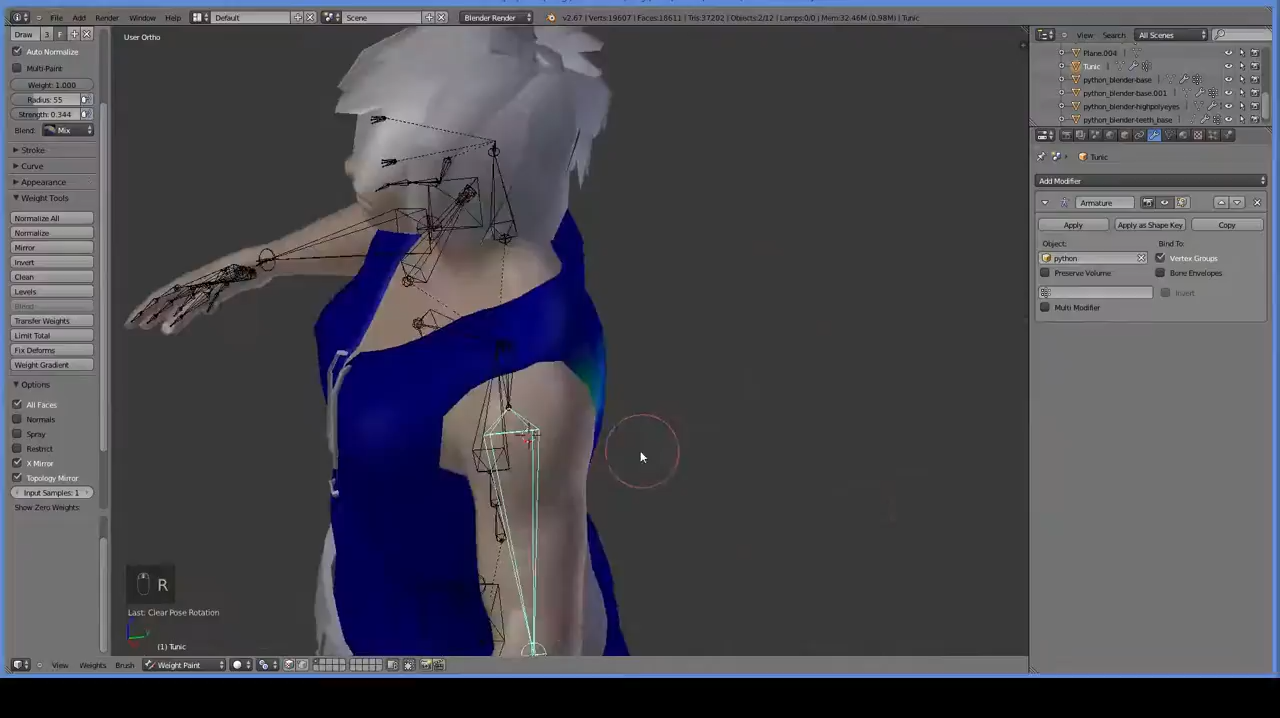 File Add Render Window Help Default Scene Blender Render v2.67 | Verts:19607 | Faces:16611 | Tris:37202 | Objects:2/12 | Lamps:0/0 | Mem:32.46M (0.98M) | Tunic
Draw 3 F
User Ortho
View Search All Scenes
Auto Normalize
Multi-Paint
Weight: 1.000
Radius: 55
Strength: 0.344
Blend: Mix
Stroke
Curve
Appearance
Weight Tools
Normalize All
Normalize
Mirror
Invert
Clean
Levels
Blend
Transfer Weights
Limit Total
Fix Deforms
Weight Gradient
Options
All Faces
Normals
Spray
Restrict
X Mirror
Topology Mirror
Input Samples: 1
Show Zero Weights:
R
Last: Clear Pose Rotation
(1) Tunic
View Weights Brush Weight Paint
Plane.004
Tunic
python_blender-base
python_blender-base.001
python_blender-highpolyeyes
python_blender-teeth_base
Tunic
Add Modifier
Armature
Apply Apply as Shape Key Copy
Object: Bind To:
python Vertex Groups
Preserve Volume Bone Envelopes
Invert
Multi Modifier